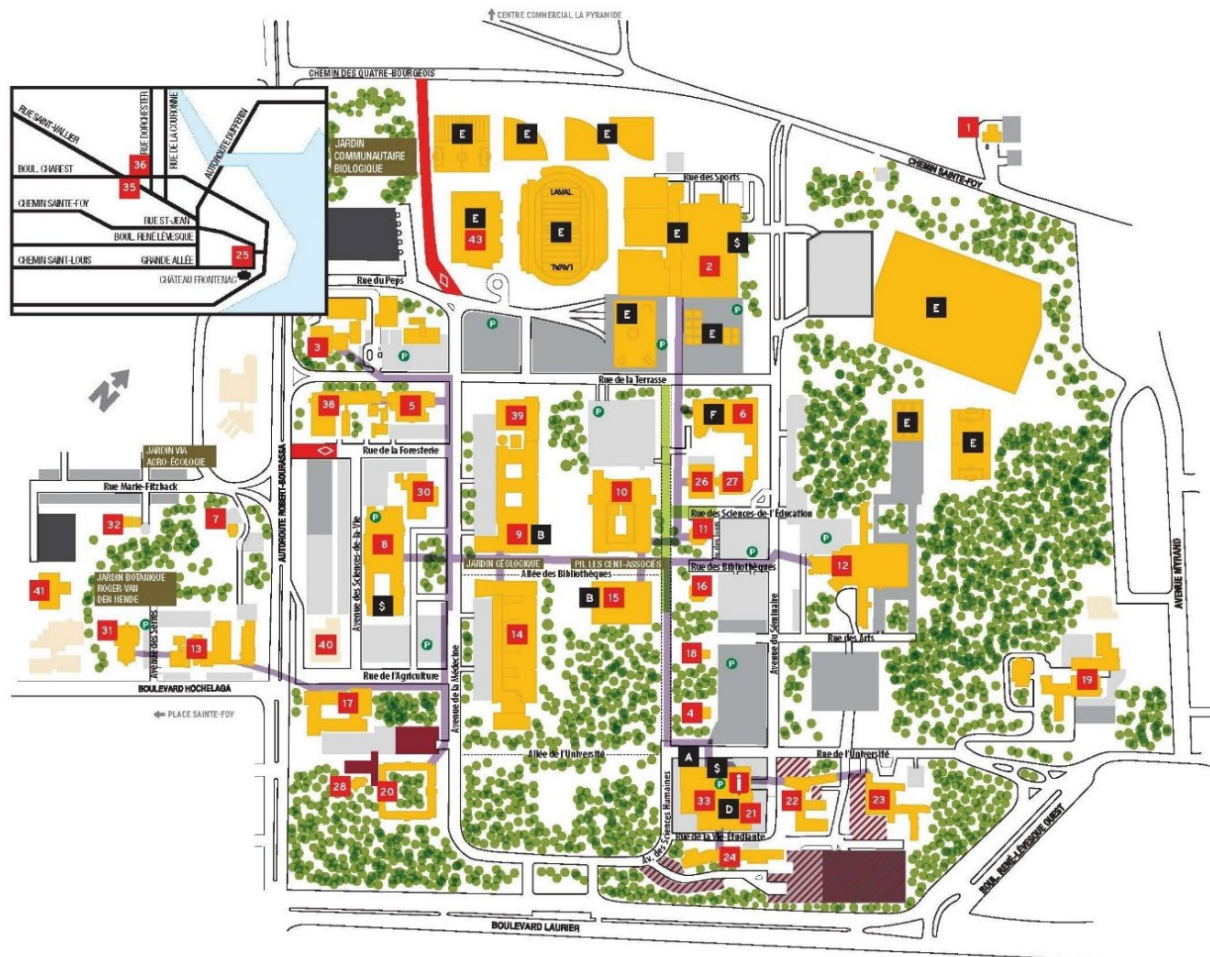 CENTRE COMMERCIAL LA PYRAMIDE
CHEMIN DES QUATRE-BOURGEOIS
RUE SAINT-VALLIER
RUE DORCHESTER
RUE DE LA COURONNE
AUTOROUTE DUFFERIN
36
BOUL. CHAREST
35
CHEMIN SAINTE-FOY
RUE ST-JEAN
BOUL. RENÉ LÉVESQUE
25
CHEMIN SAINT-LOUIS
GRANDE ALLÉE
CHÂTEAU FRONTENAC
JARDIN
COMMUNAUTAIRE
BIOLOGIQUE
E
E
E
1
CHEMIN SAINTE-FOY
Rue des Sports
LAVAL
E
43
E
LAVAL
$
2
Rue du Peps
E
P
E
P
P
E
3
P
P
Rue de la Terrasse
N
38
5
39
P
F
6
E
E
Rue de la Foresterie
JARDIN VIA
AGRO-ÉCOLOGIE
Rue Marie-Fitzback
AUTOROUTE ROBERT-BOURASSA
30
10
26
27
32
7
P
8
9
B
Rue des Sciences-de-l'Éducation
11
P
JARDIN GÉOLOGIQUE
PR. LES CENT-ASSOCIÉS
Rue des Bibliothèques
12
Allée des Bibliothèques
41
JARDIN BOTANIQUE
ROGER-VAN
DEN HENDE
Avenue des Sciences-de-la-Vie
$
B
15
16
AVENUE MYRAND
31
P
13
Avenue des Serres
40
P
14
Avenue du Séminaire
Rue des Arts
18
P
19
BOULEVARD HOCHELAGA
Rue de l'Agriculture
Avenue de la Médecine
PLACE SAINTE-FOY
17
4
Allée de l'Université
A
$
Rue de l'Université
28
20
P
i
33
D
21
22
23
Av. des Sciences Humaines
Rue de la Vie-Étudiante
24
BOUL. RENÉ-LÉVESQUE OUEST
BOULEVARD LAURIER